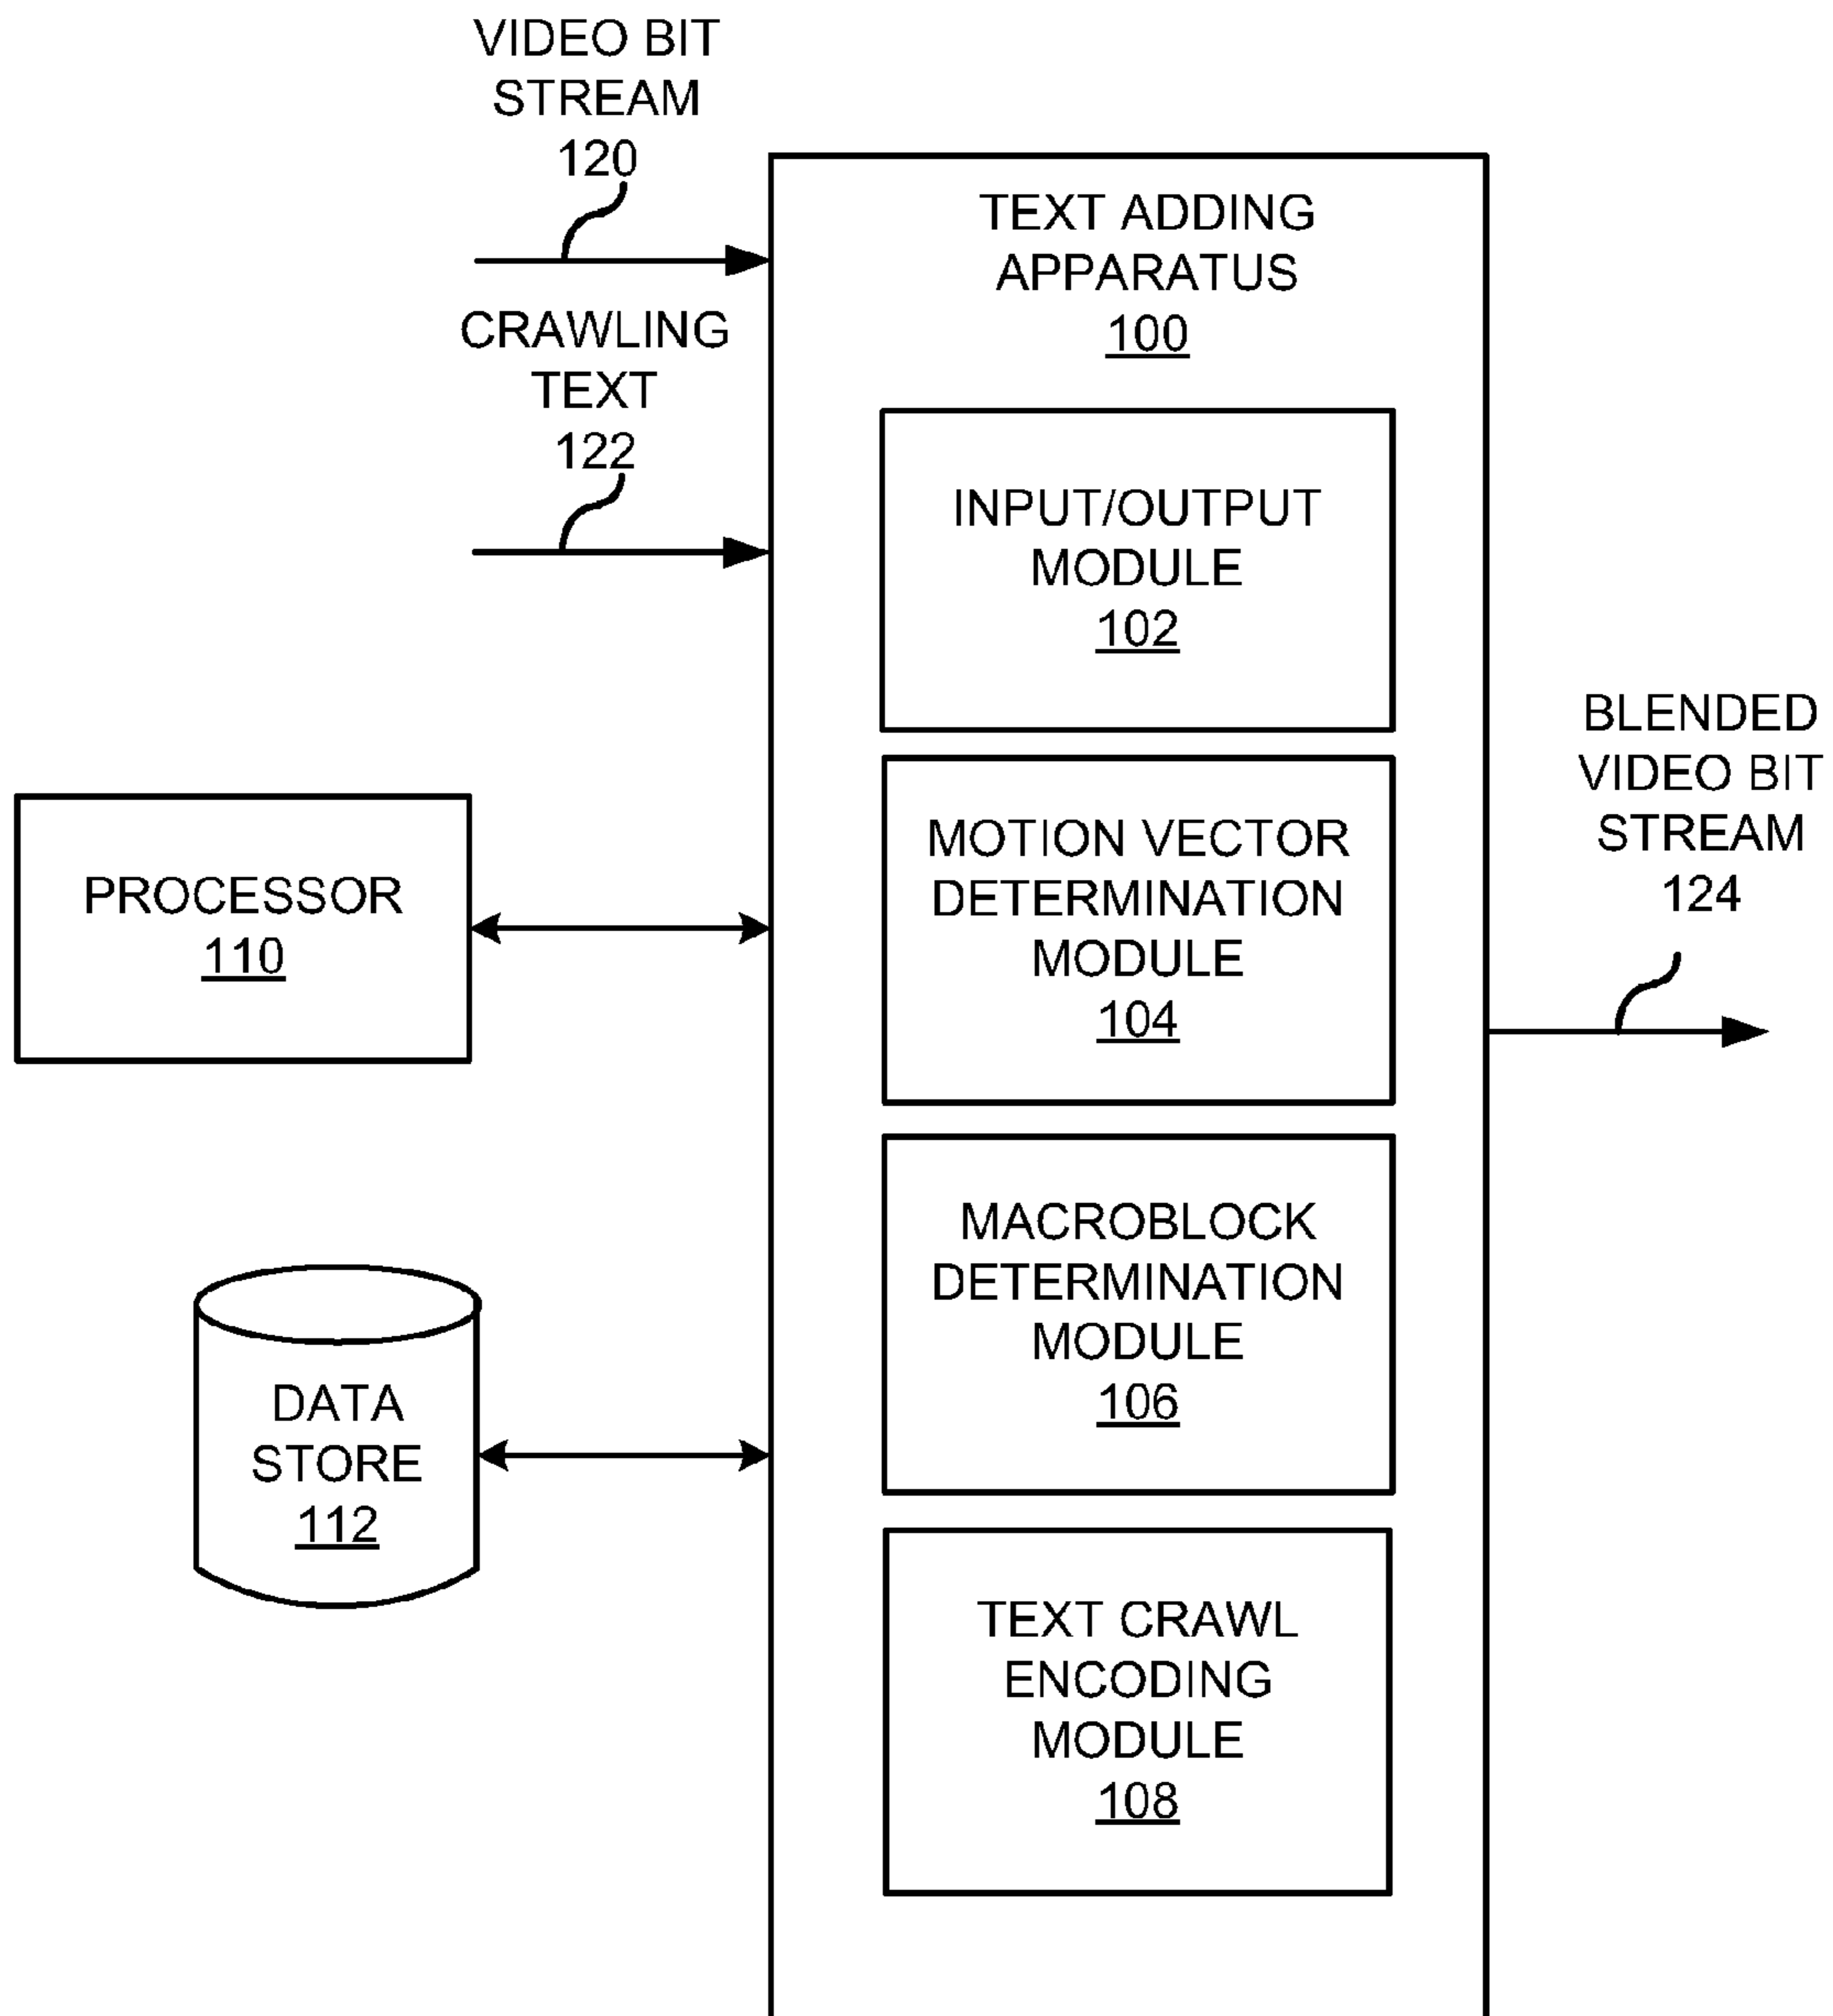 VIDEO BIT
STREAM
120
CRAWLING
TEXT
122
TEXT ADDING
APPARATUS
100
INPUT/OUTPUT
MODULE
102
MOTION VECTOR
DETERMINATION
MODULE
104
MACROBLOCK
DETERMINATION
MODULE
106
TEXT CRAWL
ENCODING
MODULE
108
PROCESSOR
110
DATA
STORE
112
BLENDED
VIDEO BIT
STREAM
124